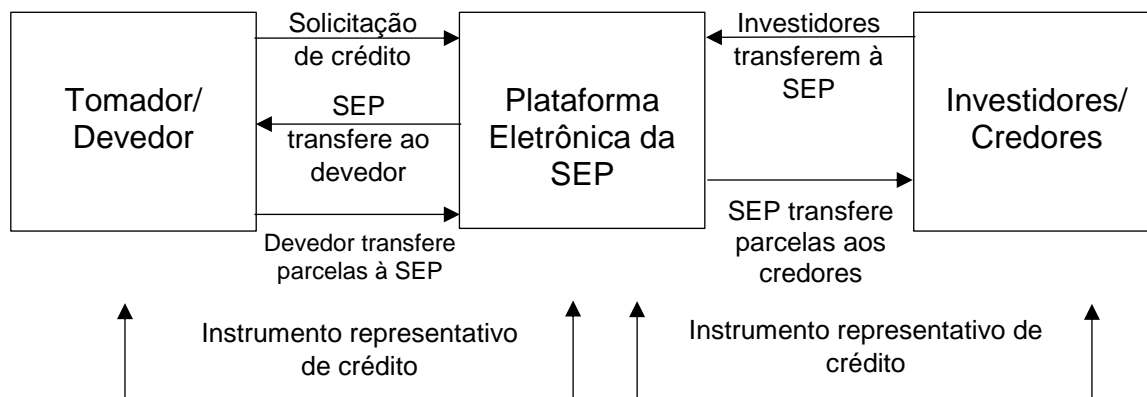 Solicitação
de crédito
Investidores
transferem à
SEP
Tomador/
Devedor
SEP
transfere ao
devedor
Plataforma
Eletrônica da
SEP
Investidores/
Credores
Devedor transfere
parcelas à SEP
SEP transfere
parcelas aos
credores
Instrumento representativo
de crédito
Instrumento representativo de
crédito